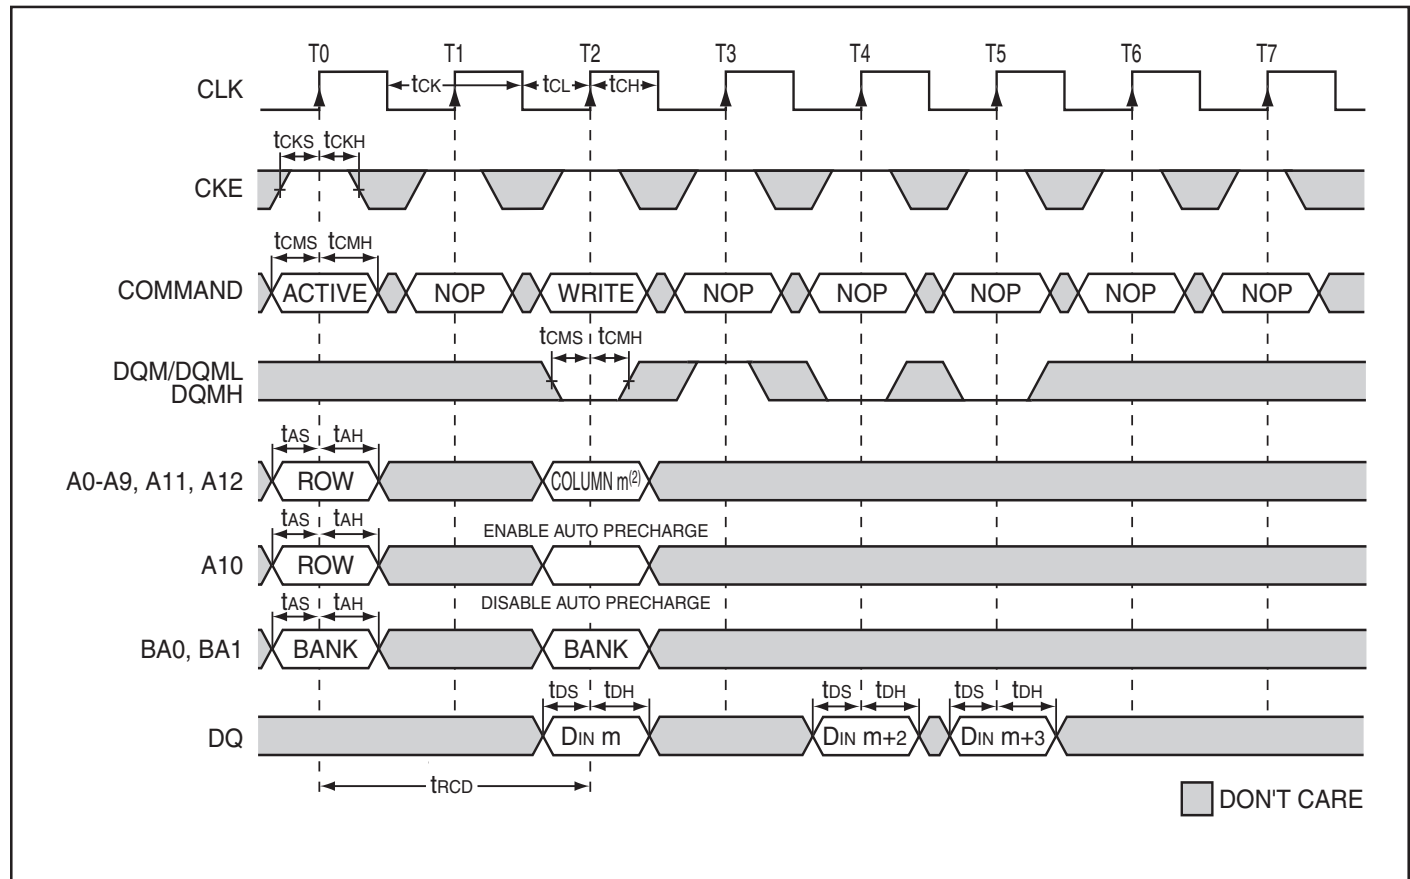 T0 T1 T2 T3 T4 T5 T6 T7
CLK
tCK tCL tCH
tCKS tCKH
CKE
tCMS tCMH
COMMAND ACTIVE NOP WRITE NOP NOP NOP NOP NOP
tCMS tCMH
DQM/DQML
DQMH
tAS tAH
A0-A9, A11, A12 ROW COLUMN m(2)
tAS tAH ENABLE AUTO PRECHARGE
A10 ROW
tAS tAH DISABLE AUTO PRECHARGE
BA0, BA1 BANK BANK
tDS tDH tDS tDH tDS tDH
DQ DIN m DIN m+2 DIN m+3
tRCD
DON'T CARE